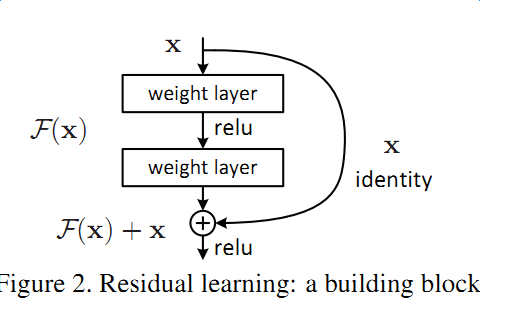 x
weight layer
F(x)
relu
x
weight layer
identity
F(x) + x
relu
Figure 2. Residual learning: a building block